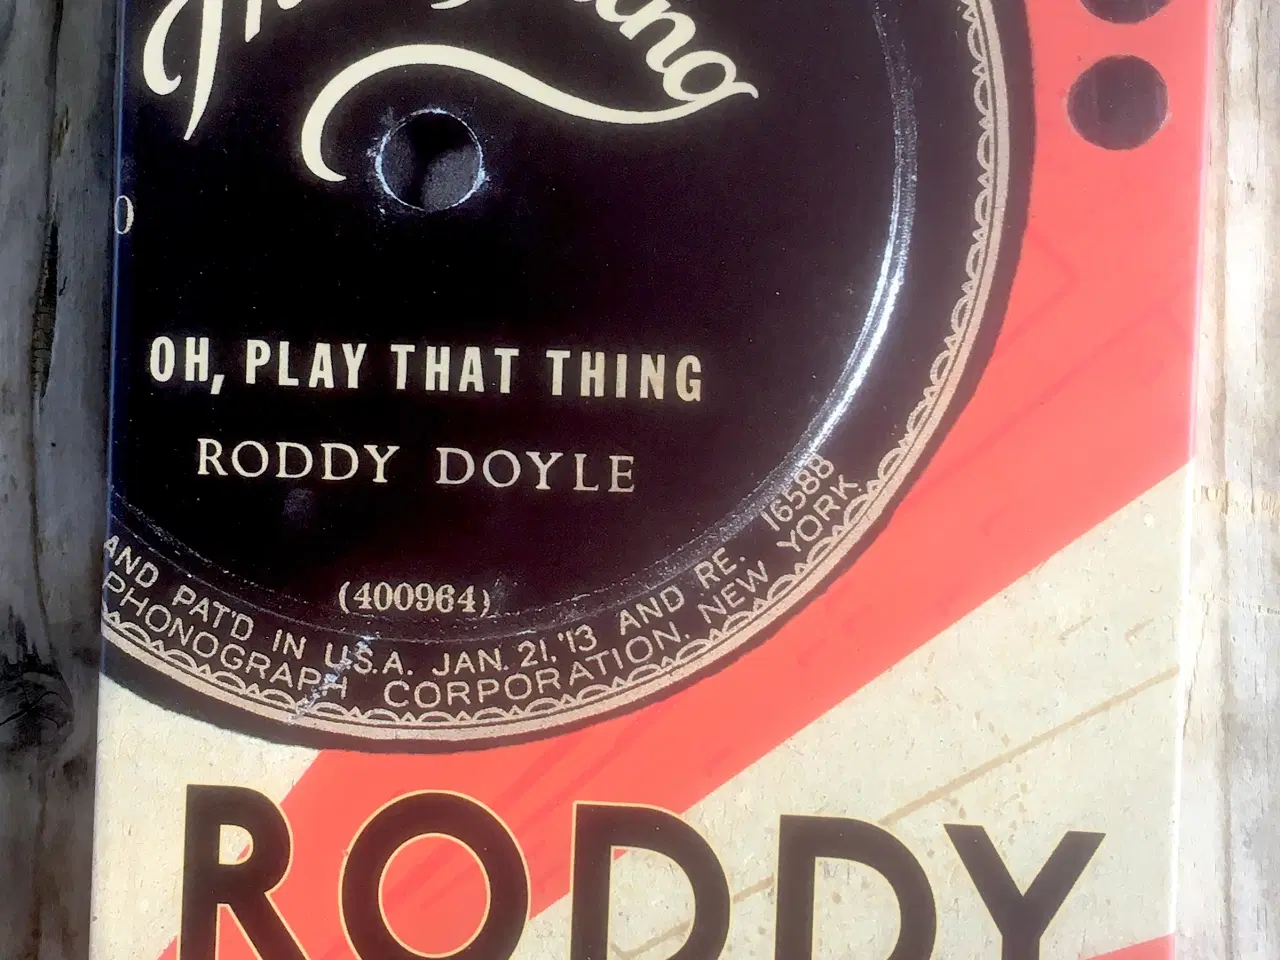 OH, PLAY THAT THING
RODDY DOYLE
(400964)
AND PAT'D IN U.S.A. JAN. 21, '13 AND RE. 16588
PHONOGRAPH CORPORATION. NEW YORK.
RODDY